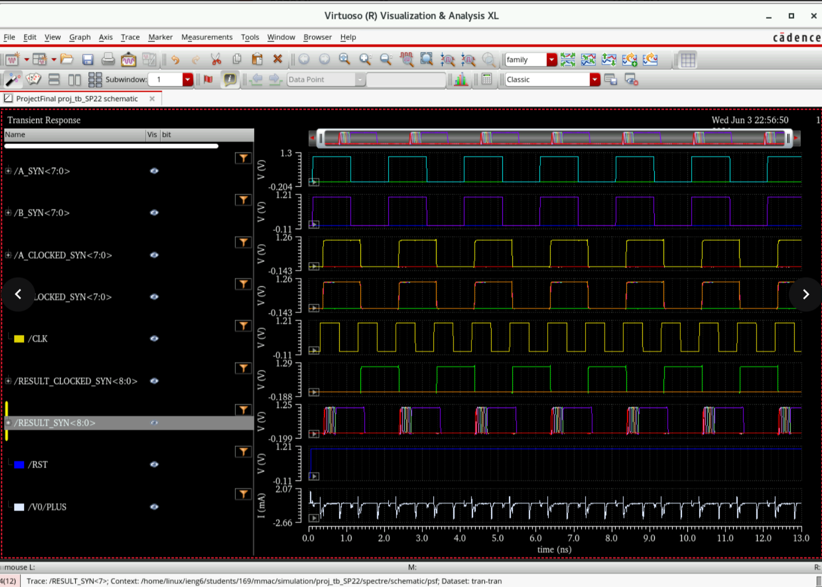 Virtuoso (R) Visualization & Analysis XL
File Edit View Graph Axis Trace Marker Measurements Tools Window Browser Help
cādence
family
Subwindow: 1
Data Point
Classic
ProjectFinal proj_tb_SP22 schematic
Transient Response
Wed Jun 3 22:56:50
1
Name Vis bit
/A_SYN<7:0>
V (V)
1.3
-0.204
/B_SYN<7:0>
V (V)
1.21
-0.11
/A_CLOCKED_SYN<7:0>
V (V)
1.26
-0.143
LOCKED_SYN<7:0>
V (V)
1.26
-0.143
/CLK
V (V)
1.21
-0.11
/RESULT_CLOCKED_SYN<8:0>
V (V)
1.29
-0.188
/RESULT_SYN<8:0>
V (V)
1.25
-0.199
/RST
V (V)
1.21
-0.11
/V0/PLUS
I (mA)
2.07
-2.66
0.0 1.0 2.0 3.0 4.0 5.0 6.0 7.0 8.0 9.0 10.0 11.0 12.0 13.0
time (ns)
mouse L: M: R:
4(12) Trace: /RESULT_SYN<7>; Context: /home/linux/ieng6/students/169/mmac/simulation/proj_tb_SP22/spectre/schematic/psf; Dataset: tran-tran